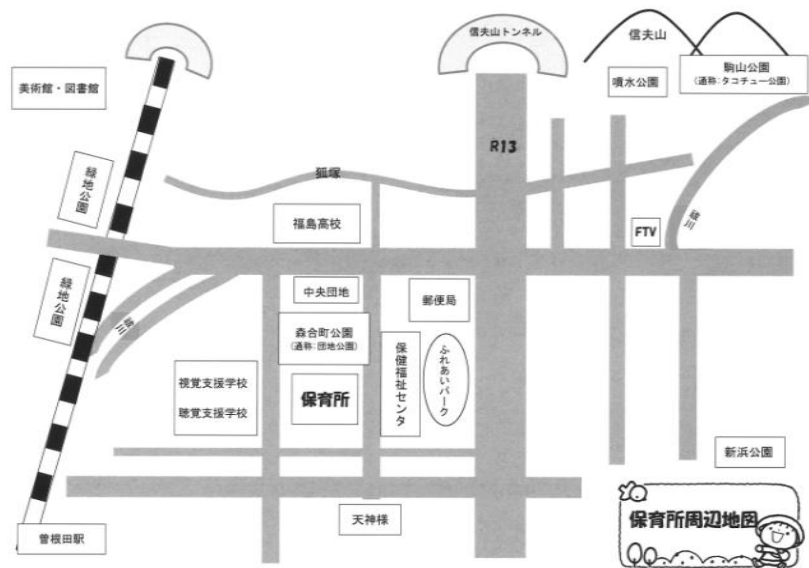 信夫山トンネル
信夫山
美術館・図書館
噴水公園
駒山公園
(通称:タコチュー公園)
R13
緑地公園
狐塚
福島高校
FTV
祓川
緑地公園
祓川
中央団地
郵便局
森合町公園
(通称:団地公園)
保健福祉センタ
ふれあいパーク
視覚支援学校
聴覚支援学校
保育所
新浜公園
天神様
曽根田駅
保育所周辺地図